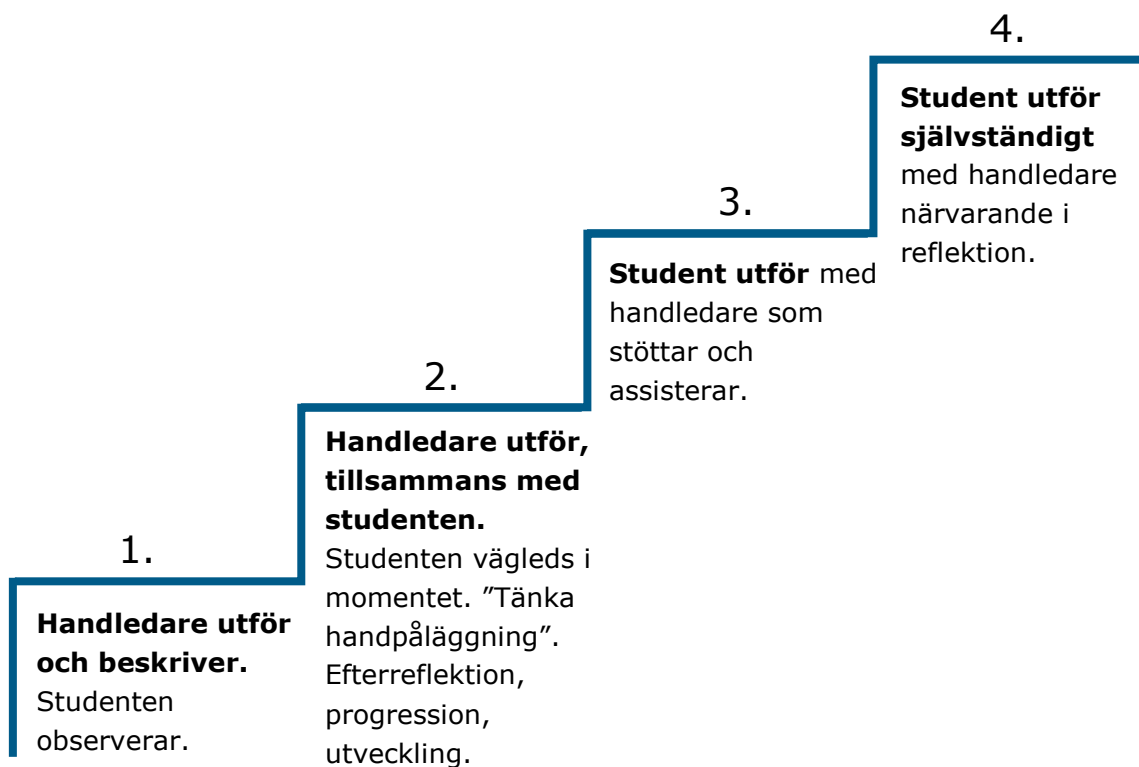 1.
Handledare utför
och beskriver.
Studenten
observerar.
2.
Handledare utför,
tillsammans med
studenten.
Studenten vägleds i
momentet. ”Tänka
handpåläggning”.
Efterreflektion,
progression,
utveckling.
3.
Student utför med
handledare som
stöttar och
assisterar.
4.
Student utför
självständigt
med handledare
närvarande i
reflektion.